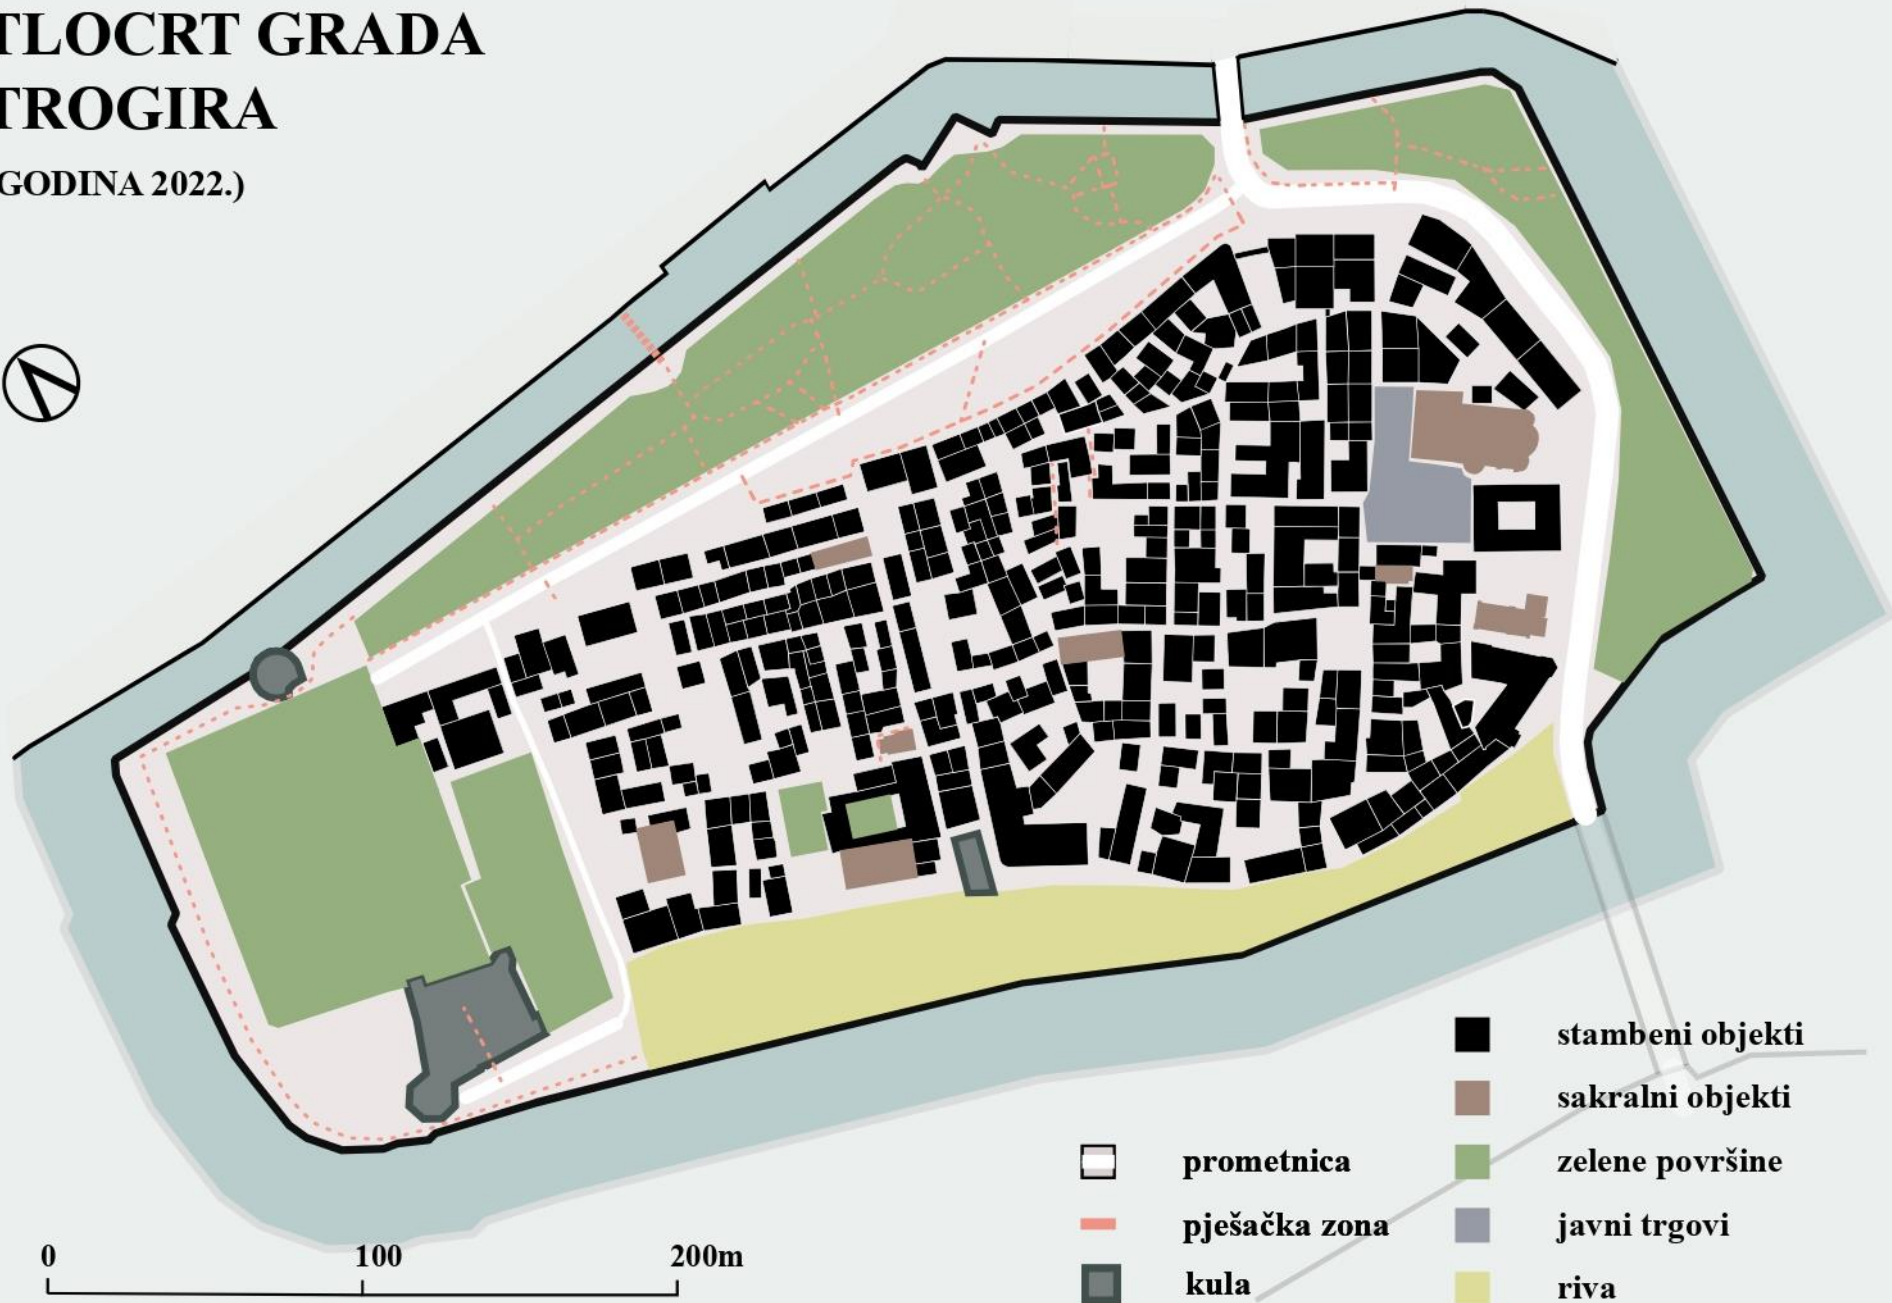 TLOCRT GRADA
TROGIRA
GODINA 2022.)
0 100 200m
prometnica
pješačka zona
kula
stambeni objekti
sakralni objekti
zelene površine
javni trgovi
riva